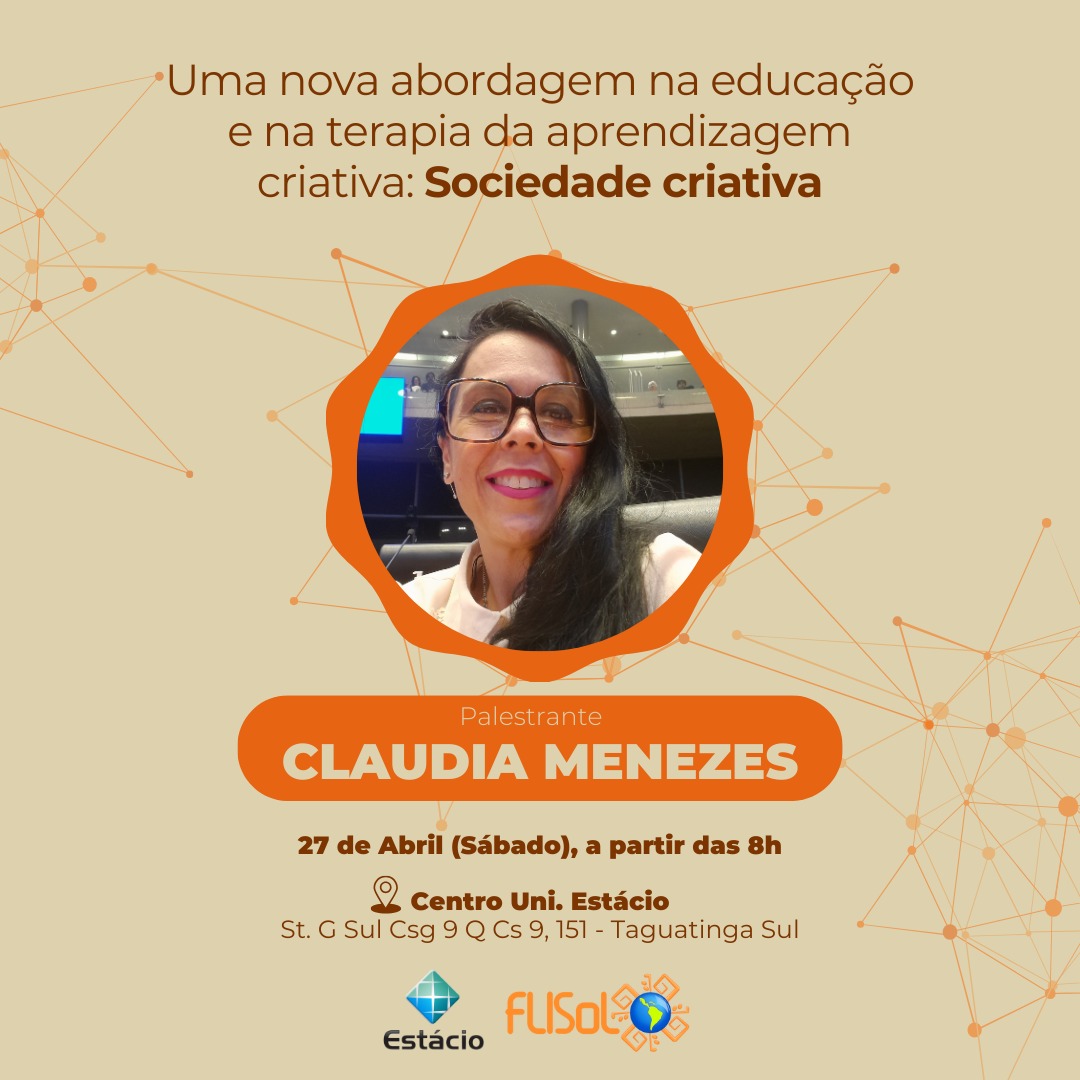 Uma nova abordagem na educação
e na terapia da aprendizagem
criativa: Sociedade criativa
Palestrante
CLAUDIA MENEZES
27 de Abril (Sábado), a partir das 8h
Centro Uni. Estácio
St. G Sul Csg 9 Q Cs 9, 151 - Taguatinga Sul
Estácio
FLISoL